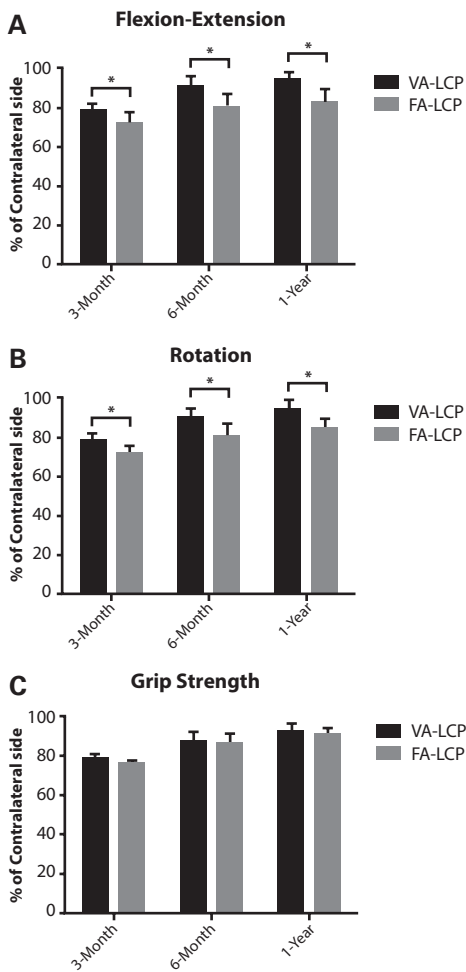 A
Flexion-Extension
% of Contralateral side
100
80
60
40
20
0
*
*
*
VA-LCP
FA-LCP
3-Month
6-Month
1-Year
B
Rotation
% of Contralateral side
100
80
60
40
20
0
*
*
*
VA-LCP
FA-LCP
3-Month
6-Month
1-Year
C
Grip Strength
% of Contralateral side
100
80
60
40
20
0
VA-LCP
FA-LCP
3-Month
6-Month
1-Year